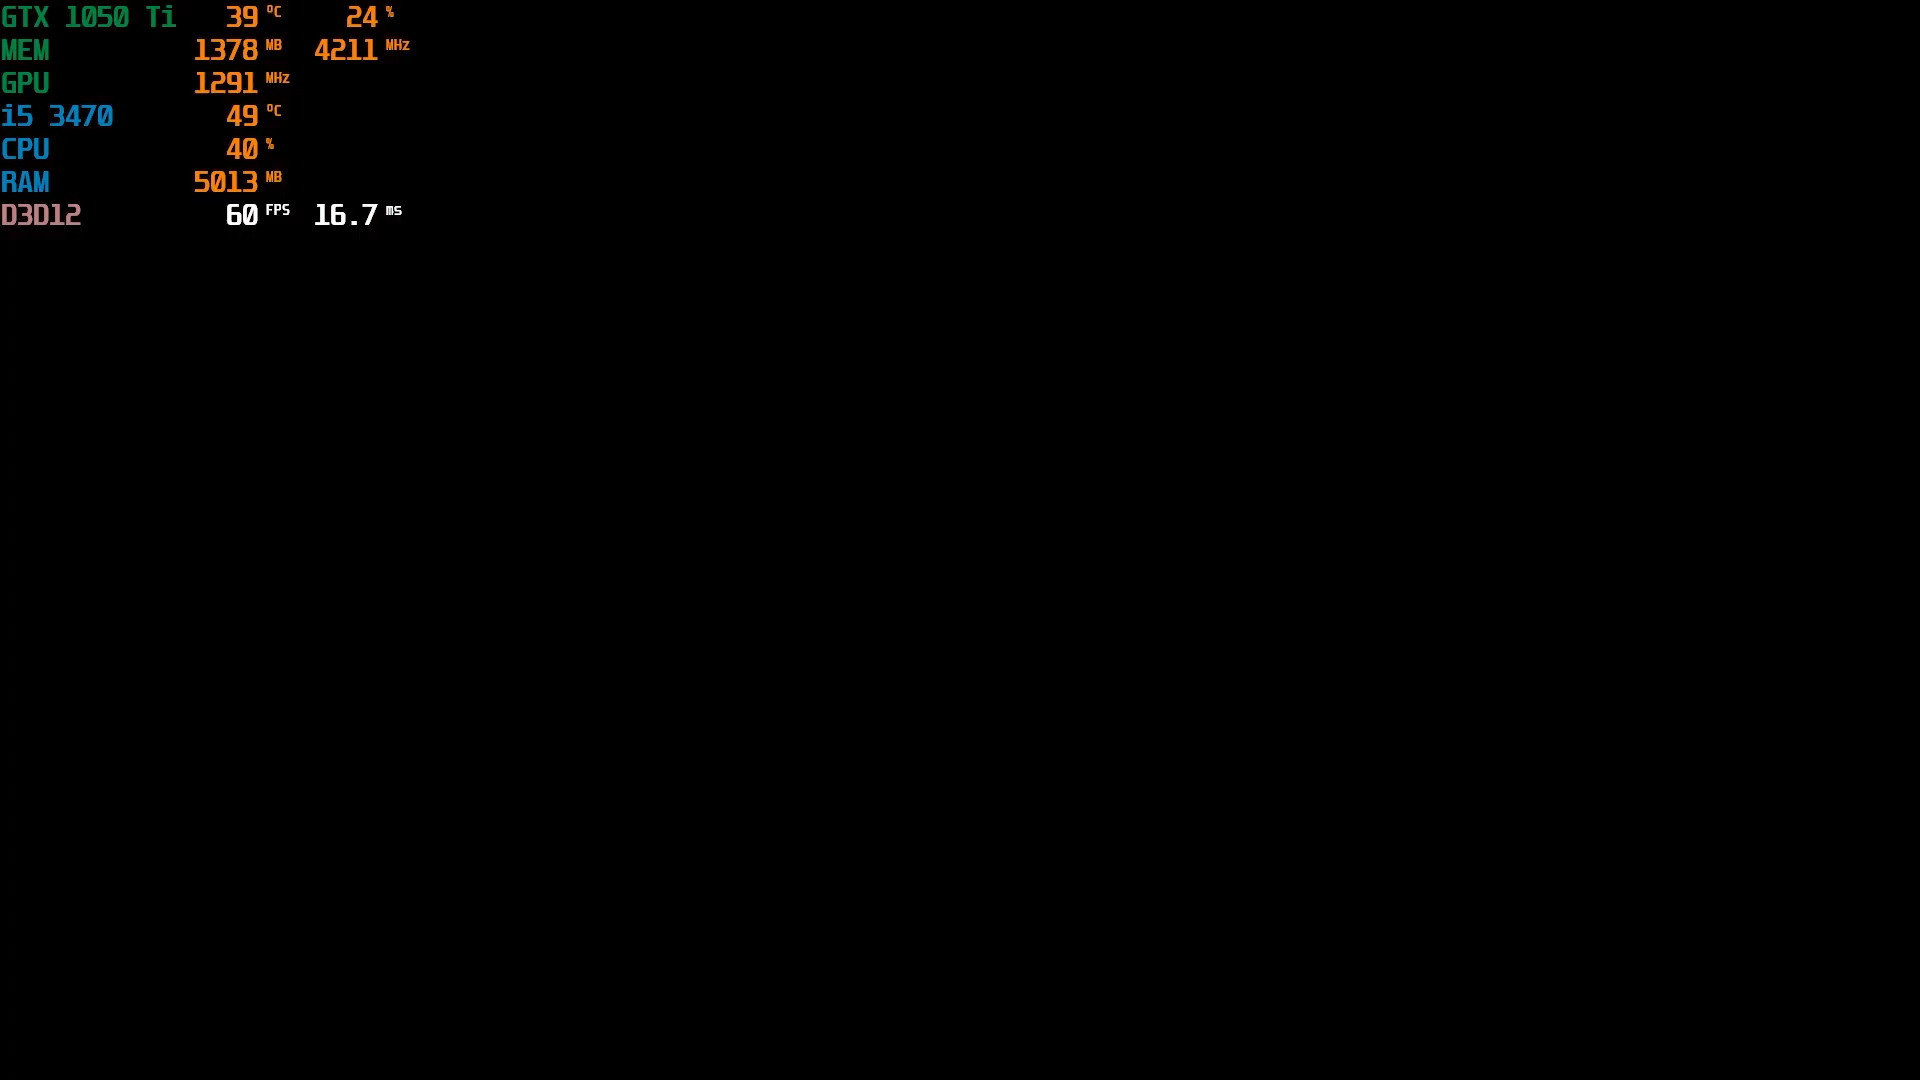 GTX 1050 Ti 39 °C 24 %
MEM 1378 MB 4211 MHz
GPU 1291 MHz
i5 3470 49 °C
CPU 40 %
RAM 5013 MB
D3D12 60 FPS 16.7 ms